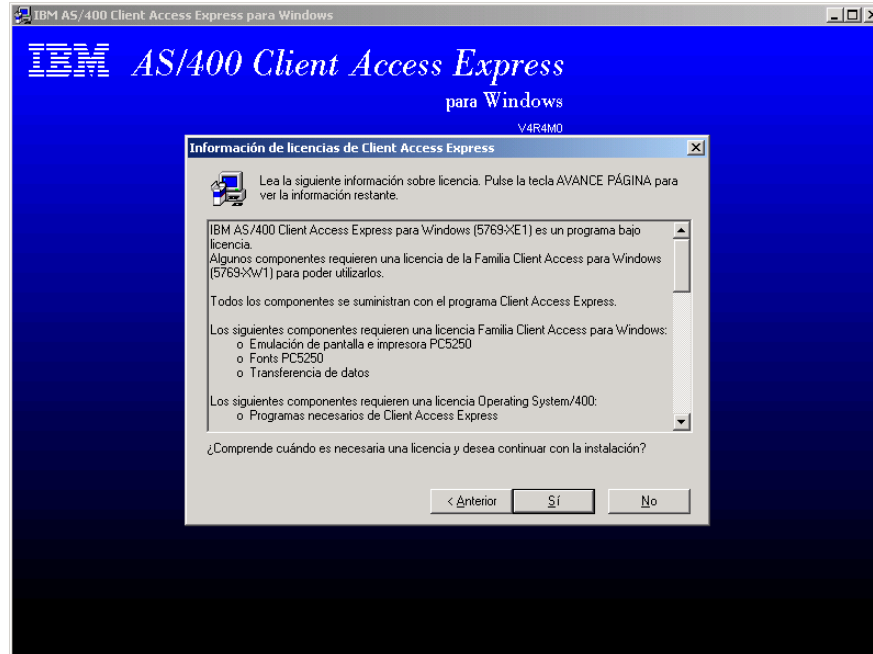 IBM AS/400 Client Access Express para Windows
IBM AS/400 Client Access Express
para Windows
V4R4M0
Información de licencias de Client Access Express
Lea la siguiente información sobre licencia. Pulse la tecla AVANCE PÁGINA para
ver la información restante.
IBM AS/400 Client Access Express para Windows (5769-XE1) es un programa bajo
licencia.
Algunos componentes requieren una licencia de la Familia Client Access para Windows
(5769-XW1) para poder utilizarlos.
Todos los componentes se suministran con el programa Client Access Express.
Los siguientes componentes requieren una licencia Familia Client Access para Windows:
o Emulación de pantalla e impresora PC5250
o Fonts PC5250
o Transferencia de datos
Los siguientes componentes requieren una licencia Operating System/400:
o Programas necesarios de Client Access Express
¿Comprende cuándo es necesaria una licencia y desea continuar con la instalación?
< Anterior
Sí
No